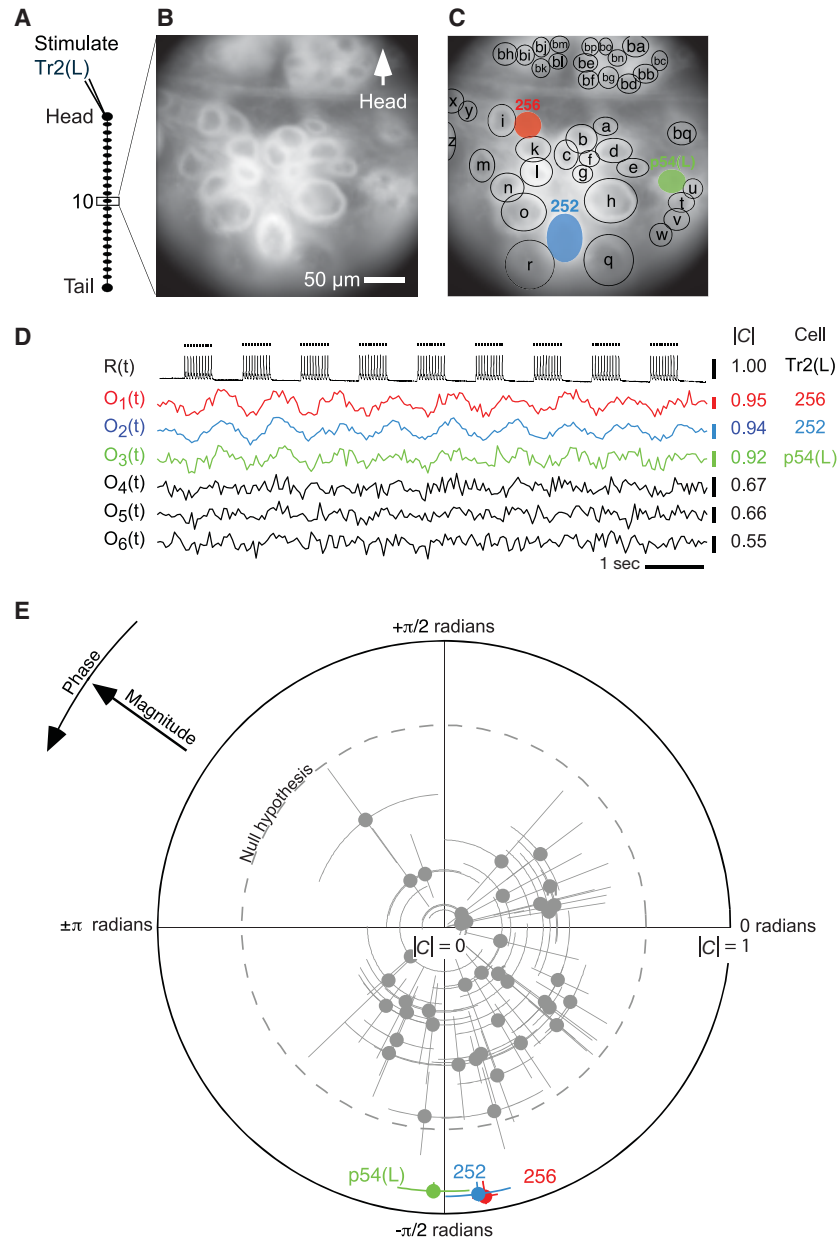 A
Stimulate
Tr2(L)
Head
10
Tail
B
Head
50 µm
C
bh
bi
bj
bm
bk
bl
bp
bo
ba
be
bn
bc
bf
bg
bd
bb
x
y
z
256
i
a
b
bq
k
c
f
d
p54(L)
m
l
g
e
n
u
t
o
252
h
v
w
r
q
D
|C| Cell
R(t) 1.00 Tr2(L)
O1(t) 0.95 256
O2(t) 0.94 252
O3(t) 0.92 p54(L)
O4(t) 0.67
O5(t) 0.66
O6(t) 0.55
1 sec
E
+π/2 radians
Phase
Magnitude
Null hypothesis
±π radians
|C| = 0
0 radians
|C| = 1
p54(L)
252
256
-π/2 radians